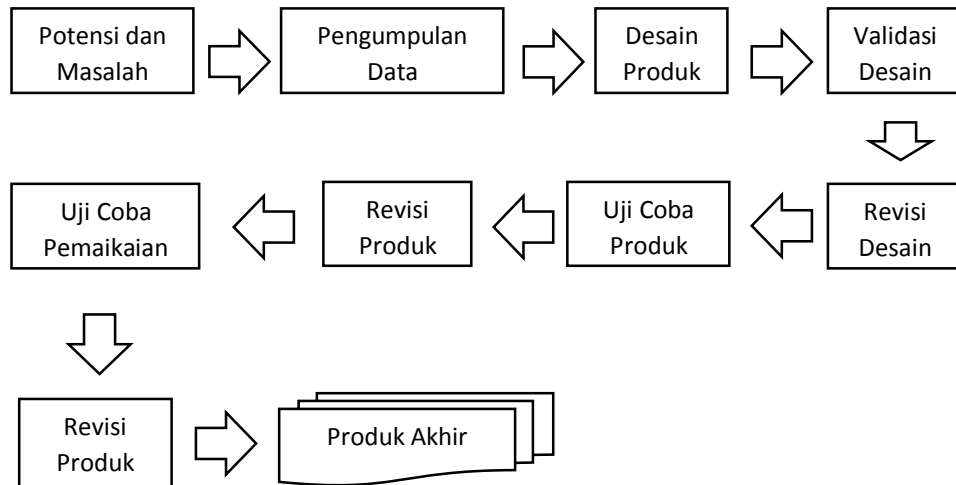 Potensi dan
Masalah
Pengumpulan
Data
Desain
Produk
Validasi
Desain
Revisi
Desain
Uji Coba
Produk
Revisi
Produk
Uji Coba
Pemaikaian
Revisi
Produk
Produk Akhir